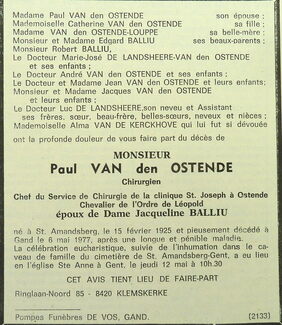 Madame Paul VAN den OSTENDE son épouse ;
Mademoiselle Catherine VAN den OSTENDE sa fille ;
Madame VAN den OSTENDE-LOUPPE sa belle-mère ;
Monsieur et Madame Edgard BALLIU ses beaux-parents ;
Monsieur Robert BALLIU,
Le Docteur Marie-José DE LANDSHEERE-VAN den OSTENDE
et ses enfants ;
Le Docteur André VAN den OSTENDE et ses enfants ;
Le Docteur et Madame Jean VAN den OSTENDE et leurs enfants;
Monsieur et Madame Jacques VAN den OSTENDE
et leurs enfants ;
Le Docteur Luc DE LANDSHEERE,son neveu et Assistant
ses frères, sœur, beau-frère, belles-sœurs, neveux et nièces ;
Mademoiselle Alma VAN DE KERCKHOVE qui lui fut si dévouée
ont la profonde douleur de vous faire part du décès de
MONSIEUR
Paul VAN den OSTENDE
Chirurgien
Chef du Service de Chirurgie de la clinique St. Joseph à Ostende
Chevalier de l'Ordre de Léopold
époux de Dame Jacqueline BALLIU
né à St. Amandsberg, le 15 février 1925 et pieusement décédé à
Gand le 6 mai 1977, après une longue et pénible maladie.
La célébration eucharistique, suivie de l'inhumation dans le ca-
veau de famille du cimetière de St. Amandsberg-Gent, a eu lieu
en l'église Ste Anne à Gent, le jeudi 12 mai à 10h.30
CET AVIS TIENT LIEU DE FAIRE-PART
Ringlaan-Noord 85 - 8420 KLEMSKERKE
Pompes Funèbres DE VOS, GAND. (2133)